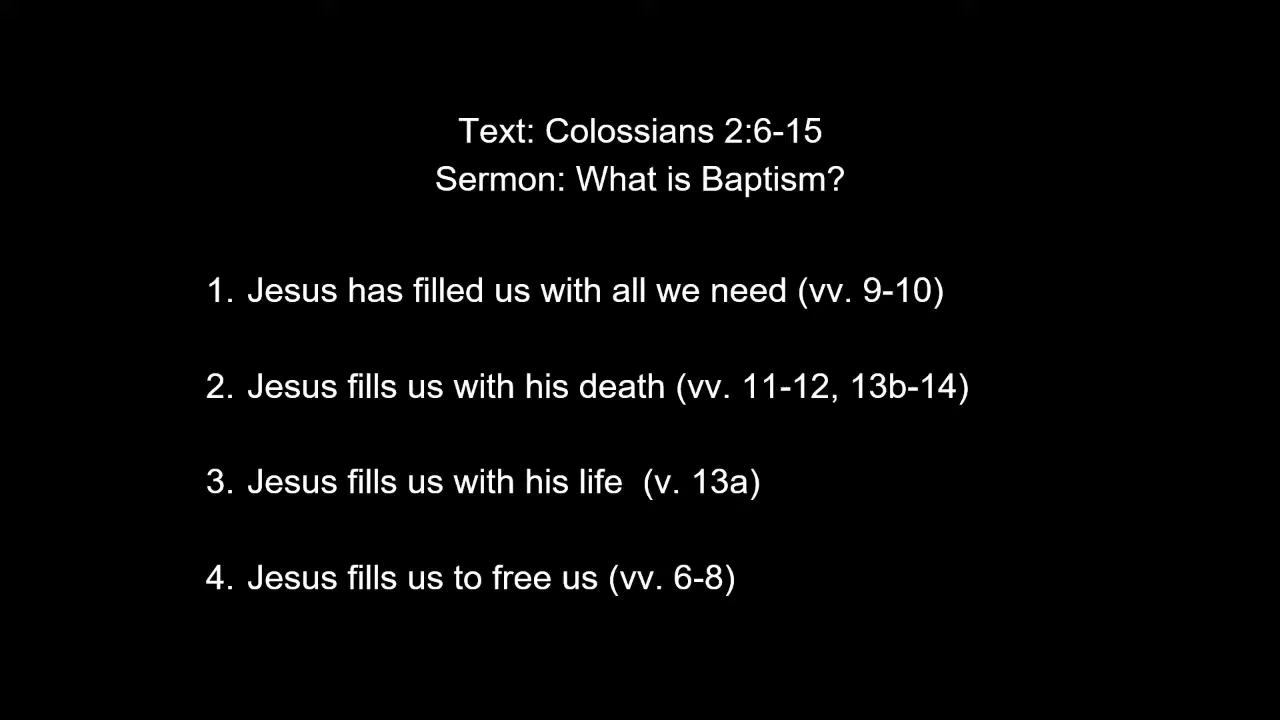 Text: Colossians 2:6-15
Sermon: What is Baptism?
1. Jesus has filled us with all we need (vv. 9-10)
2. Jesus fills us with his death (vv. 11-12, 13b-14)
3. Jesus fills us with his life  (v. 13a)
4. Jesus fills us to free us (vv. 6-8)